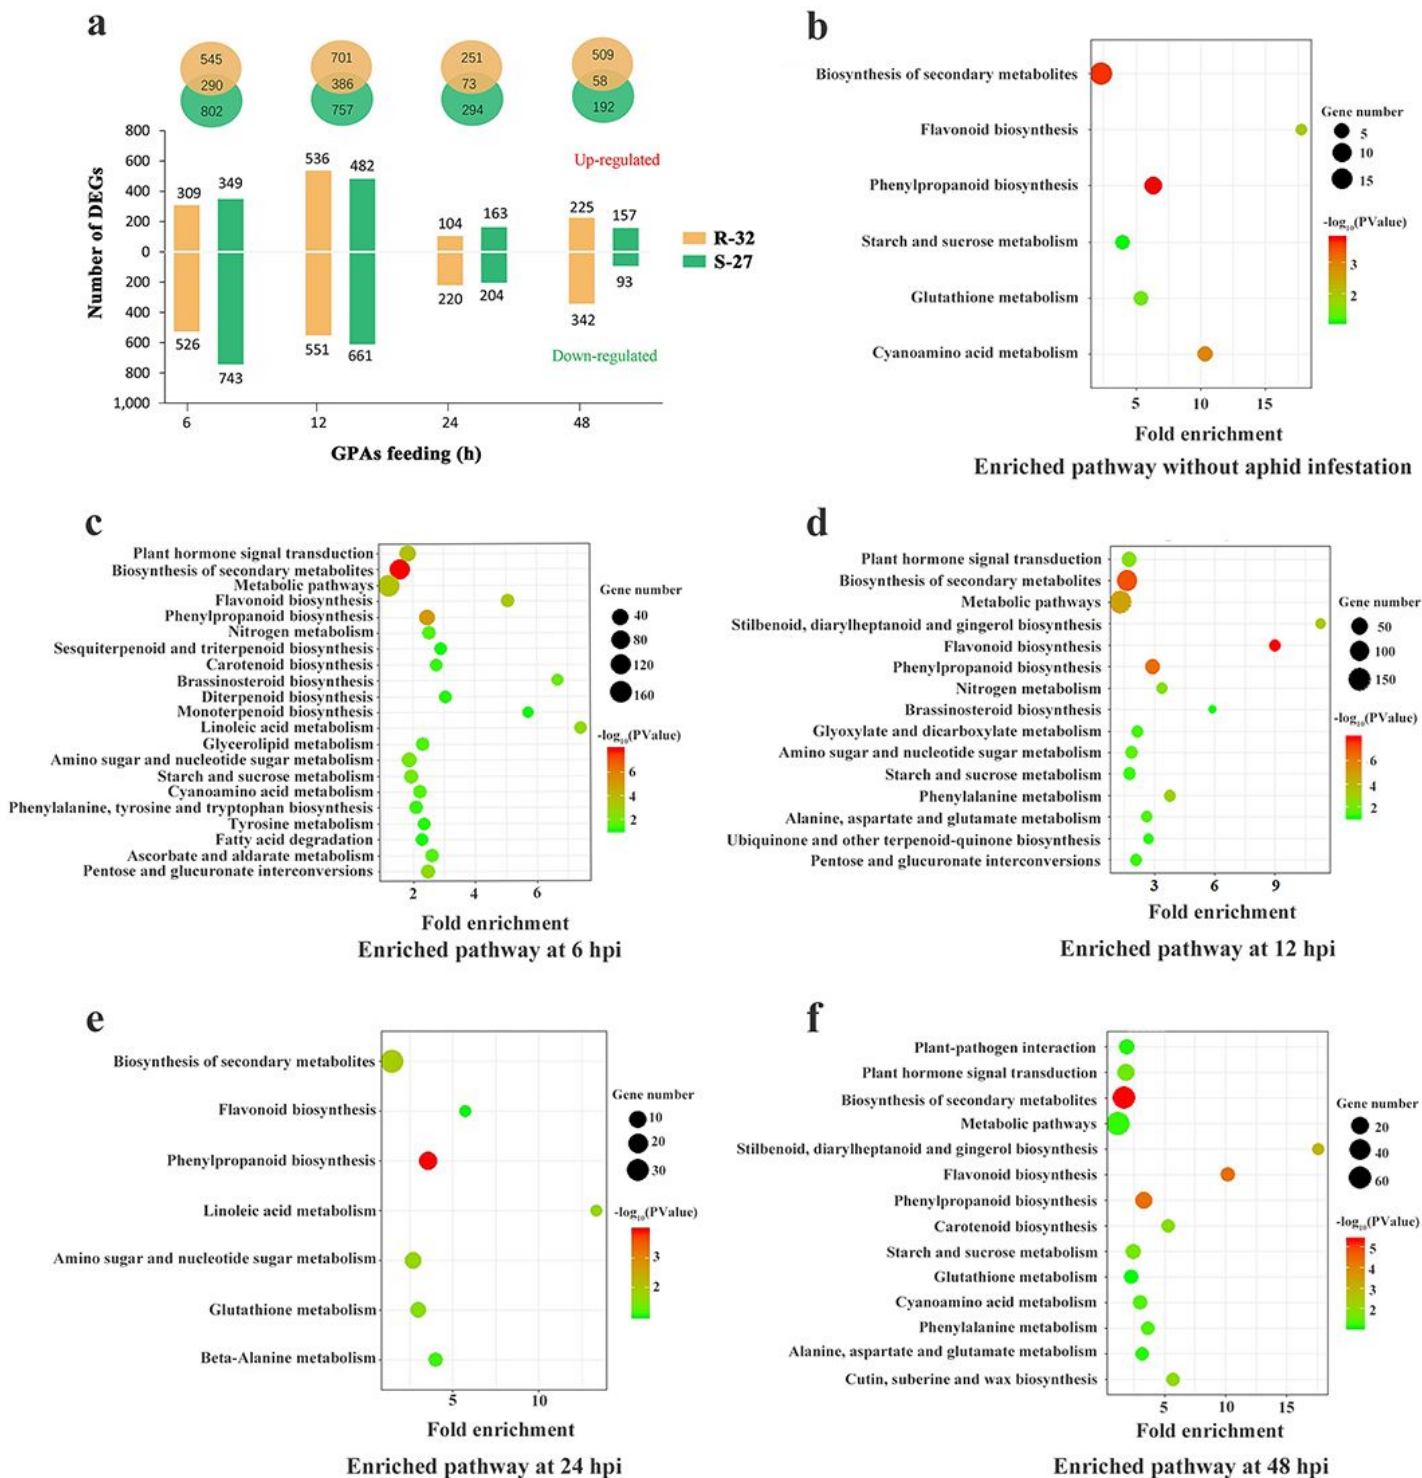 a
545
290
802
701
386
757
251
73
294
509
58
192
Number of DEGs
800
600
400
200
0
200
400
600
800
1,000
309
349
526
743
536
482
551
661
104
163
220
204
225
157
342
93
Up-regulated
Down-regulated
R-32
S-27
6
12
24
48
GPAs feeding (h)
b
Biosynthesis of secondary metabolites
Flavonoid biosynthesis
Phenylpropanoid biosynthesis
Starch and sucrose metabolism
Glutathione metabolism
Cyanoamino acid metabolism
5
10
15
Fold enrichment
Enriched pathway without aphid infestation
Gene number
5
10
15
-log10(PValue)
3
2
c
Plant hormone signal transduction
Biosynthesis of secondary metabolites
Metabolic pathways
Flavonoid biosynthesis
Phenylpropanoid biosynthesis
Nitrogen metabolism
Sesquiterpenoid and triterpenoid biosynthesis
Carotenoid biosynthesis
Brassinosteroid biosynthesis
Diterpenoid biosynthesis
Monoterpenoid biosynthesis
Linoleic acid metabolism
Glycerolipid metabolism
Amino sugar and nucleotide sugar metabolism
Starch and sucrose metabolism
Cyanoamino acid metabolism
Phenylalanine, tyrosine and tryptophan biosynthesis
Tyrosine metabolism
Fatty acid degradation
Ascorbate and aldarate metabolism
Pentose and glucuronate interconversions
2
4
6
Fold enrichment
Enriched pathway at 6 hpi
Gene number
40
80
120
160
-log10(PValue)
6
4
2
d
Plant hormone signal transduction
Biosynthesis of secondary metabolites
Metabolic pathways
Stilbenoid, diarylheptanoid and gingerol biosynthesis
Flavonoid biosynthesis
Phenylpropanoid biosynthesis
Nitrogen metabolism
Brassinosteroid biosynthesis
Glyoxylate and dicarboxylate metabolism
Amino sugar and nucleotide sugar metabolism
Starch and sucrose metabolism
Phenylalanine metabolism
Alanine, aspartate and glutamate metabolism
Ubiquinone and other terpenoid-quinone biosynthesis
Pentose and glucuronate interconversions
3
6
9
Fold enrichment
Enriched pathway at 12 hpi
Gene number
50
100
150
-log10(PValue)
6
4
2
e
Biosynthesis of secondary metabolites
Flavonoid biosynthesis
Phenylpropanoid biosynthesis
Linoleic acid metabolism
Amino sugar and nucleotide sugar metabolism
Glutathione metabolism
Beta-Alanine metabolism
5
10
Fold enrichment
Enriched pathway at 24 hpi
Gene number
10
20
30
-log10(PValue)
3
2
f
Plant-pathogen interaction
Plant hormone signal transduction
Biosynthesis of secondary metabolites
Metabolic pathways
Stilbenoid, diarylheptanoid and gingerol biosynthesis
Flavonoid biosynthesis
Phenylpropanoid biosynthesis
Carotenoid biosynthesis
Starch and sucrose metabolism
Glutathione metabolism
Cyanoamino acid metabolism
Phenylalanine metabolism
Alanine, aspartate and glutamate metabolism
Cutin, suberine and wax biosynthesis
5
10
15
Fold enrichment
Enriched pathway at 48 hpi
Gene number
20
40
60
-log10(PValue)
5
4
3
2